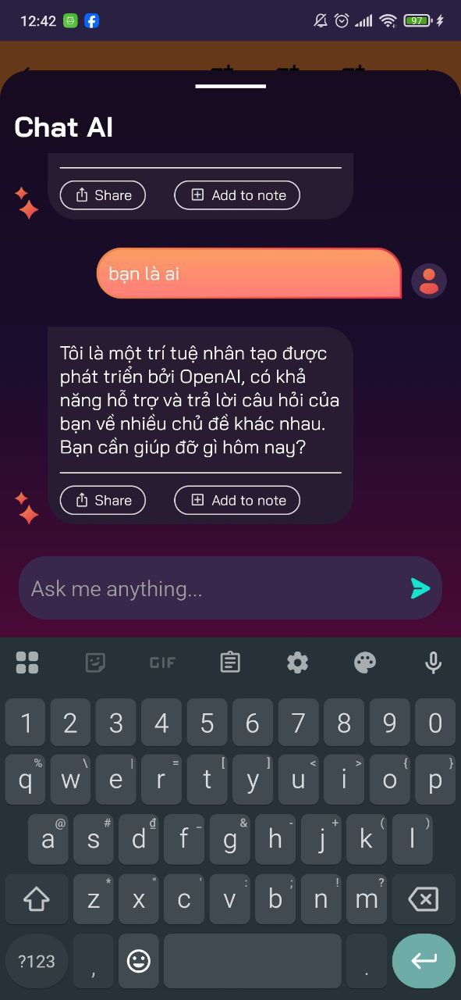 12:42
97
Chat AI
Share
Add to note
bạn là ai
Tôi là một trí tuệ nhân tạo được
phát triển bởi OpenAI, có khả
năng hỗ trợ và trả lời câu hỏi của
bạn về nhiều chủ đề khác nhau.
Bạn cần giúp đỡ gì hôm nay?
Share
Add to note
Ask me anything...
GIF
1 2 3 4 5 6 7 8 9 0
% \ | = [ ] < > { }
q w e r t y u i o p
@ # ₫ _ & - + ( )
a s d f g h j k l
* " ' : ; ! ?
z x c v b n m
?123 , .